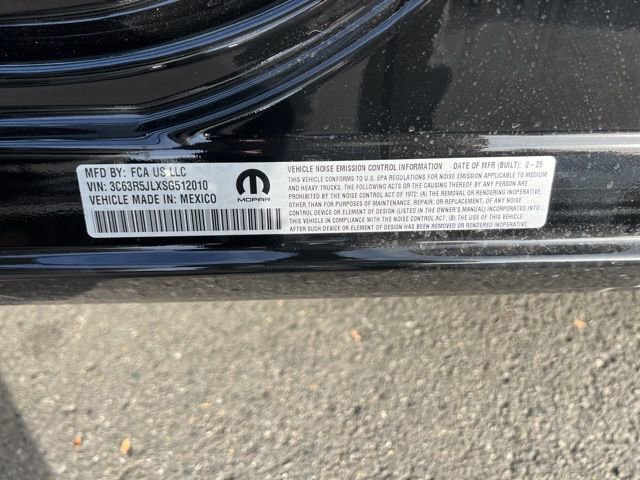 MFD BY: FCA US LLC
VIN: 3C63R5JLXSG512010
VEHICLE MADE IN: MEXICO
MOPAR
VEHICLE NOISE EMISSION CONTROL INFORMATION DATE OF MFR (BUILT): 2-25
THIS VEHICLE CONFORMS TO U.S. EPA REGULATIONS FOR NOISE EMISSION APPLICABLE TO MEDIUM
AND HEAVY TRUCKS. THE FOLLOWING ACTS OR THE CAUSING THEREOF BY ANY PERSON ARE
PROHIBITED BY THE NOISE CONTROL ACT OF 1972: (A) THE REMOVAL OR RENDERING INOPERATIVE,
OTHER THAN FOR PURPOSES OF MAINTENANCE, REPAIR, OR REPLACEMENT, OF ANY NOISE
CONTROL DEVICE OR ELEMENT OF DESIGN (LISTED IN THE OWNER'S MANUAL) INCORPORATED INTO
THIS VEHICLE IN COMPLIANCE WITH THE NOISE CONTROL ACT; (B) THE USE OF THIS VEHICLE
AFTER SUCH DEVICE OR ELEMENT OF DESIGN HAS BEEN REMOVED OR RENDERED INOPERATIVE